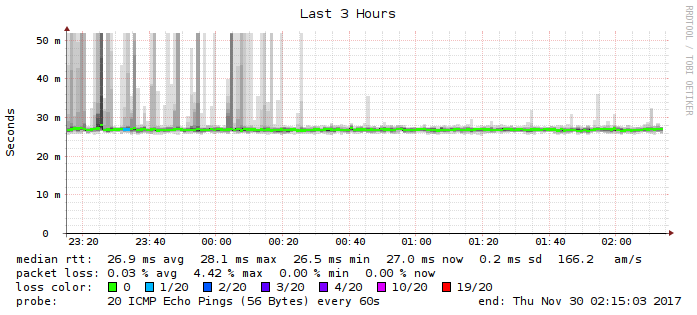 Last 3 Hours
RRDTOOL / TOBI OETIKER
Seconds
50 m
40 m
30 m
20 m
10 m
0
23:20 23:40 00:00 00:20 00:40 01:00 01:20 01:40 02:00
median rtt: 26.9 ms avg 28.1 ms max 26.5 ms min 27.0 ms now 0.2 ms sd 166.2 am/s
packet loss: 0.03 % avg 4.42 % max 0.00 % min 0.00 % now
loss color: 0 1/20 2/20 3/20 4/20 10/20 19/20
probe: 20 ICMP Echo Pings (56 Bytes) every 60s end: Thu Nov 30 02:15:03 2017